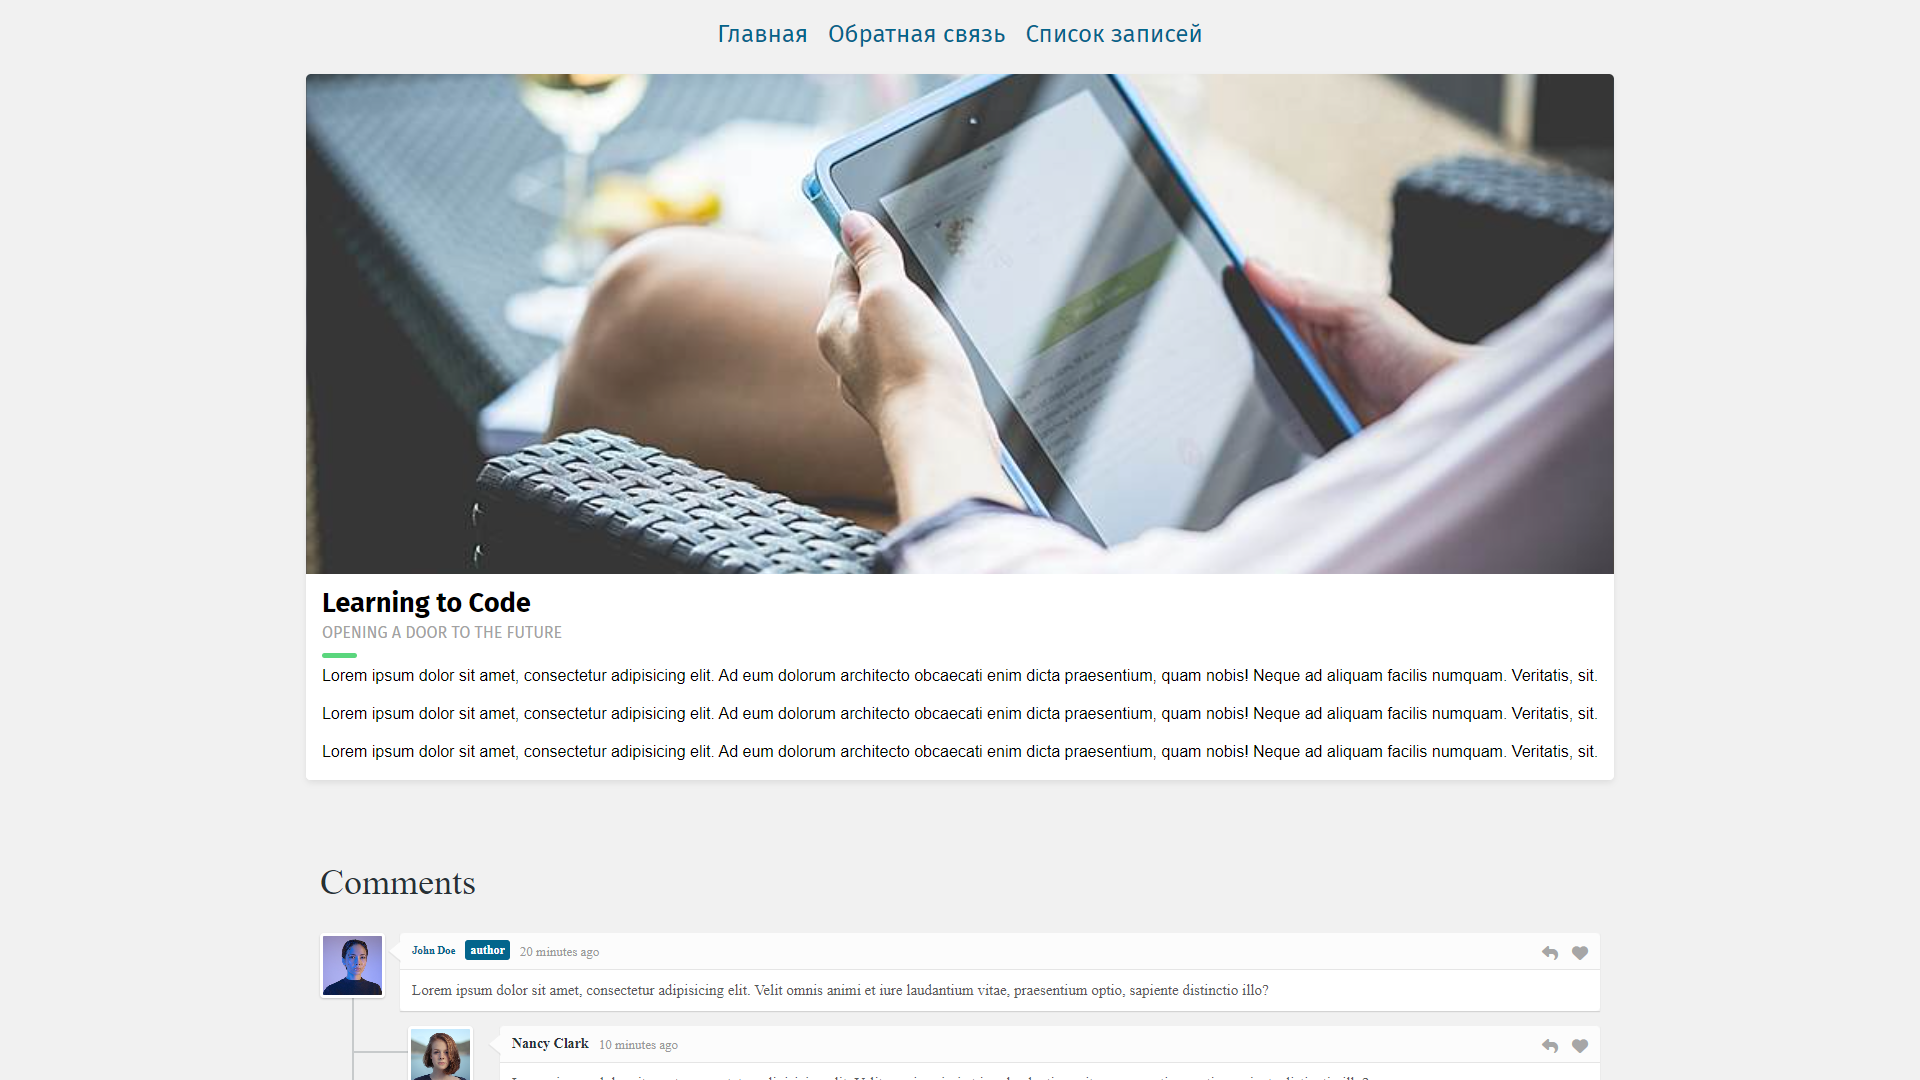 Главная Обратная связь Список записей
Learning to Code
OPENING A DOOR TO THE FUTURE
Lorem ipsum dolor sit amet, consectetur adipisicing elit. Ad eum dolorum architecto obcaecati enim dicta praesentium, quam nobis! Neque ad aliquam facilis numquam. Veritatis, sit.
Lorem ipsum dolor sit amet, consectetur adipisicing elit. Ad eum dolorum architecto obcaecati enim dicta praesentium, quam nobis! Neque ad aliquam facilis numquam. Veritatis, sit.
Lorem ipsum dolor sit amet, consectetur adipisicing elit. Ad eum dolorum architecto obcaecati enim dicta praesentium, quam nobis! Neque ad aliquam facilis numquam. Veritatis, sit.
Comments
John Doe author 20 minutes ago
Lorem ipsum dolor sit amet, consectetur adipisicing elit. Velit omnis animi et iure laudantium vitae, praesentium optio, sapiente distinctio illo?
Nancy Clark 10 minutes ago